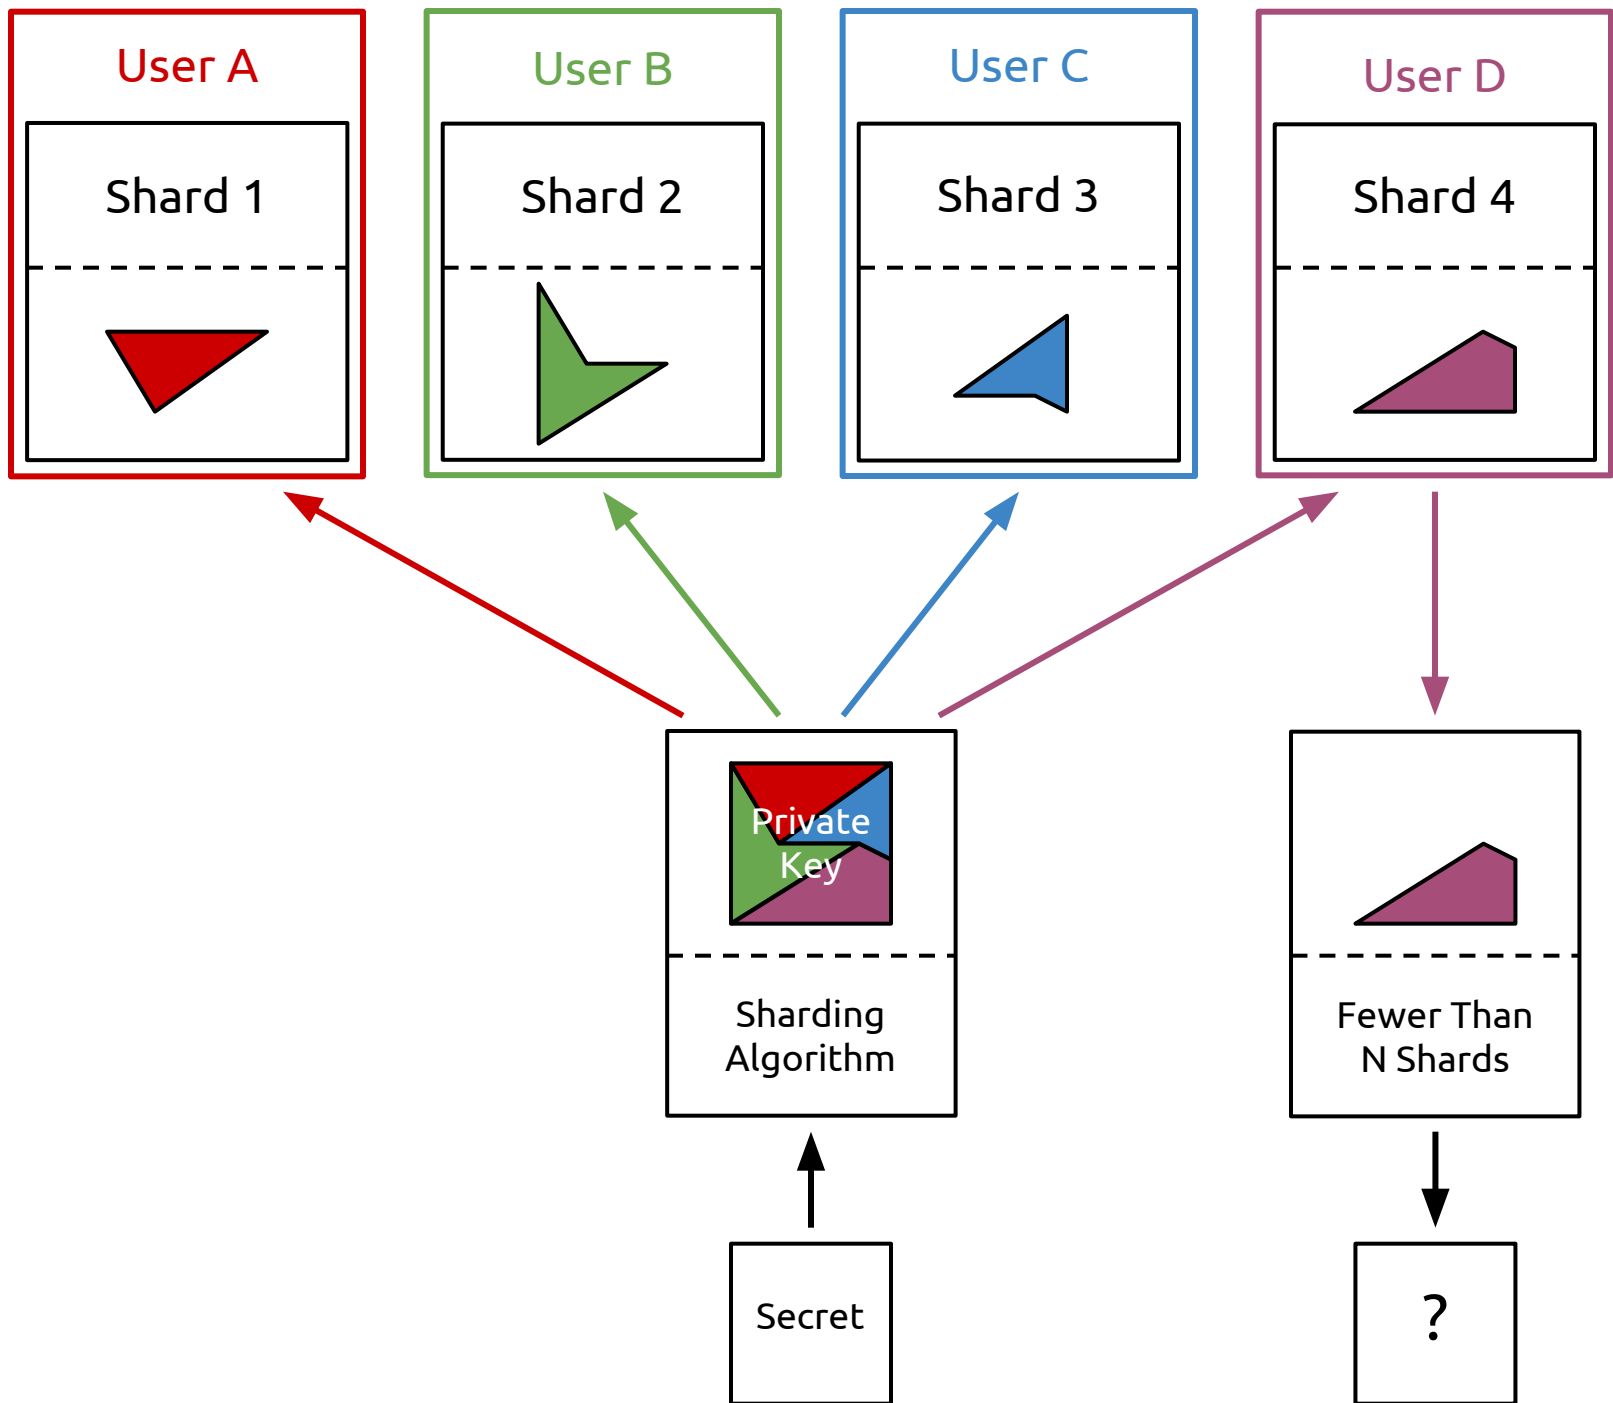 User A
User B
User C
User D
Shard 1
Shard 2
Shard 3
Shard 4
Private
Key
Sharding
Algorithm
Fewer Than
N Shards
Secret
?